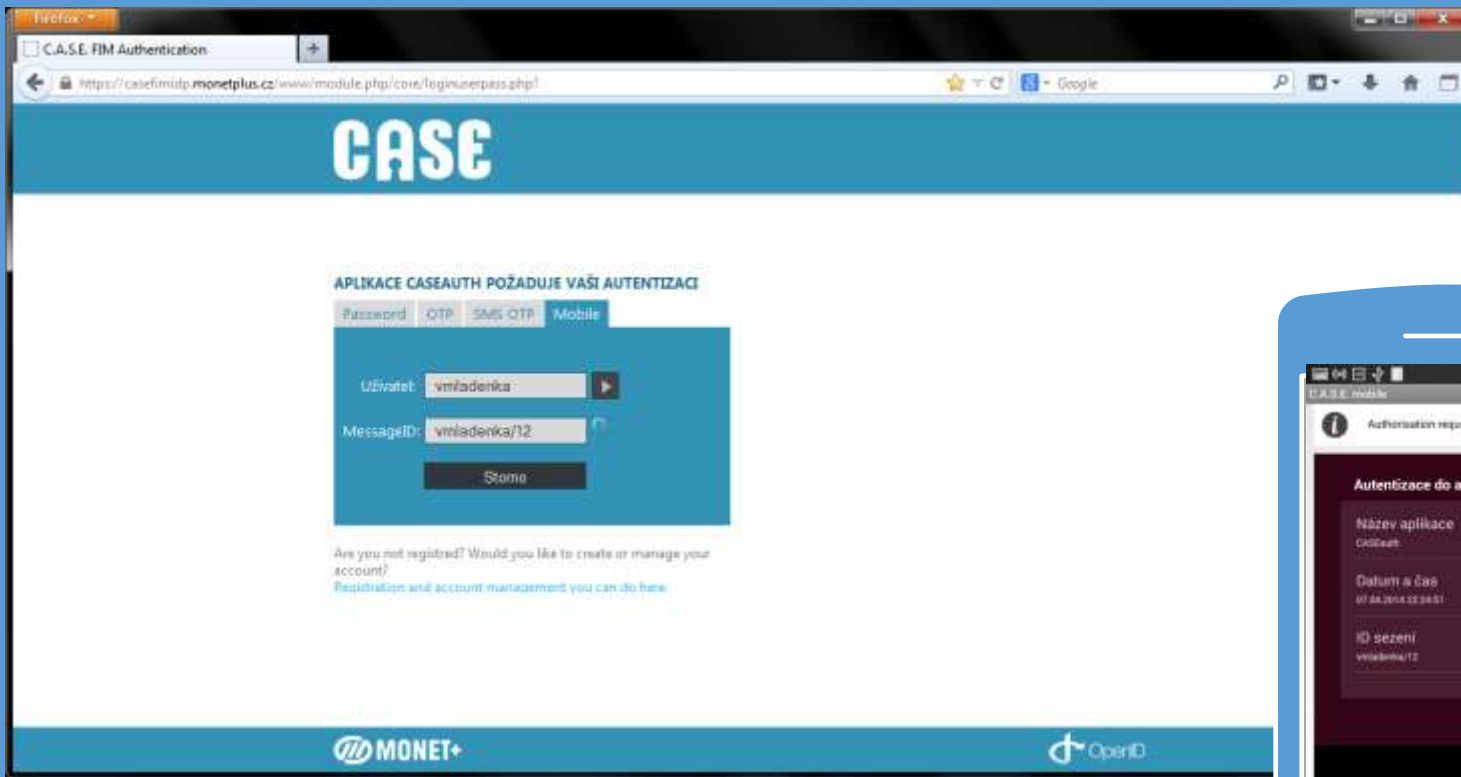 Firefox
C.A.S.E. FIM Authentication
https://casefimidp.monetplus.cz/www/module.php/core/loginuserpass.php?
Google
CASE
APLIKACE CASEAUTH POŽADUJE VAŠI AUTENTIZACI
Password OTP SMS OTP Mobile
Uživatel: vmladenka
MessageID: vmladenka/12
Storno
Are you not registred? Would you like to create or manage your
account?
Registration and account management you can do here.
MONET+
OpenID
C.A.S.E. mobile
Authorisation requ
Autentizace do a
Název aplikace
CASEauth
Datum a čas
ID sezení
vmladenka/12